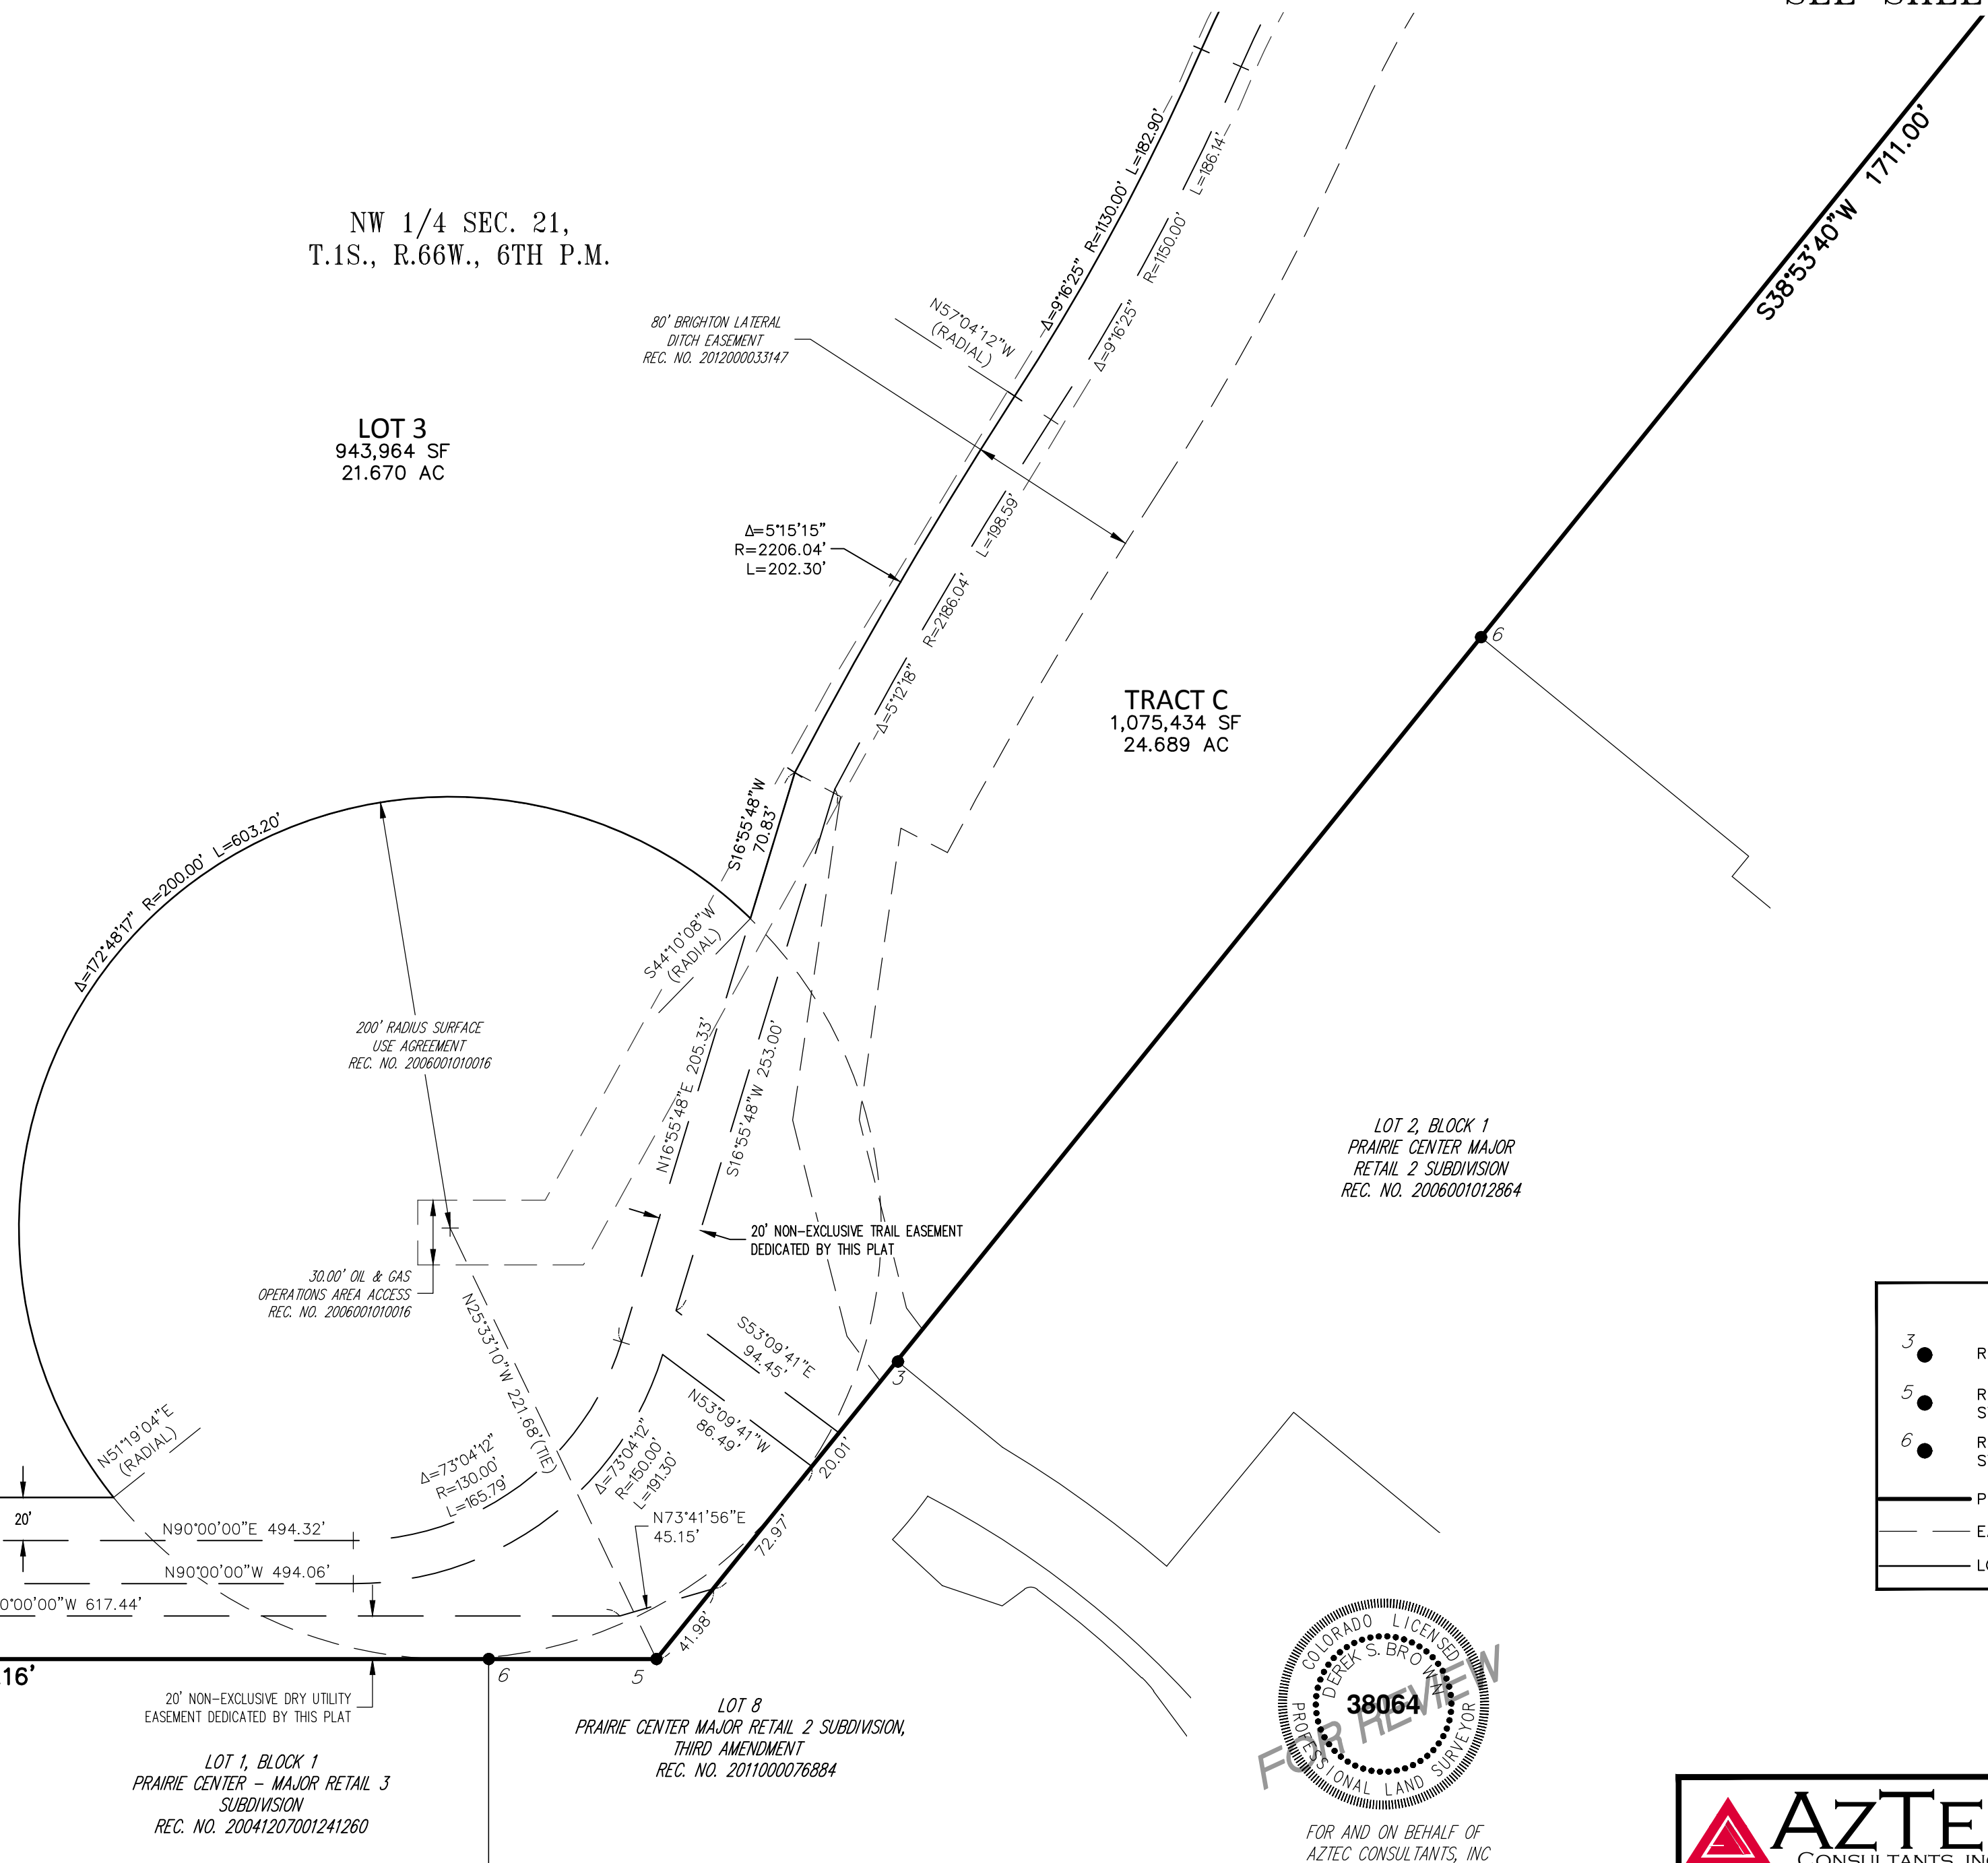 NW 1/4 SEC. 21,
T.1S., R.66W., 6TH P.M.
S38°53'40"W 1711.00'
Δ=9°16'25" R=1130.00' L=182.90'
Δ=9°16'25" R=1150.00' L=186.14'
N57°04'12"W
(RADIAL)
80' BRIGHTON LATERAL
DITCH EASEMENT
REC. NO. 2012000033147
LOT 3
943,964 SF
21.670 AC
Δ=5°15'15"
R=2206.04'
L=202.30'
Δ=5°12'18" R=2186.04' L=198.59'
6
TRACT C
1,075,434 SF
24.689 AC
S16°55'48"W
70.83'
Δ=172°48'17" R=200.00' L=603.20'
S44°10'08"W
(RADIAL)
200' RADIUS SURFACE
USE AGREEMENT
REC. NO. 2006001010016
N16°55'48"E 205.33'
S16°55'48"W 253.00'
LOT 2, BLOCK 1
PRAIRIE CENTER MAJOR
RETAIL 2 SUBDIVISION
REC. NO. 2006001012864
20' NON-EXCLUSIVE TRAIL EASEMENT
DEDICATED BY THIS PLAT
30.00' OIL & GAS
OPERATIONS AREA ACCESS
REC. NO. 2006001010016
N25°33'10"W 221.68'(TIE)
S53°09'41"E
94.45'
N53°09'41"W
86.49'
3
20.01'
72.97'
41.98'
N51°19'04"E
(RADIAL)
Δ=73°04'12"
R=130.00'
L=165.79'
Δ=73°04'12"
R=150.00'
L=191.30'
N73°41'56"E
45.15'
20'
N90°00'00"E 494.32'
N90°00'00"W 494.06'
0°00'00"W 617.44'
.16'
6
5
20' NON-EXCLUSIVE DRY UTILITY
EASEMENT DEDICATED BY THIS PLAT
LOT 8
PRAIRIE CENTER MAJOR RETAIL 2 SUBDIVISION,
THIRD AMENDMENT
REC. NO. 2011000076884
LOT 1, BLOCK 1
PRAIRIE CENTER – MAJOR RETAIL 3
SUBDIVISION
REC. NO. 20041207001241260
3 R
5 R
S
6 R
S
P
E
L
COLORADO LICENSED
PROFESSIONAL LAND SURVEYOR
DEREK S. BROWN
38064
FOR REVIEW
FOR AND ON BEHALF OF
AZTEC CONSULTANTS, INC
AZTE
CONSULTANTS, INC